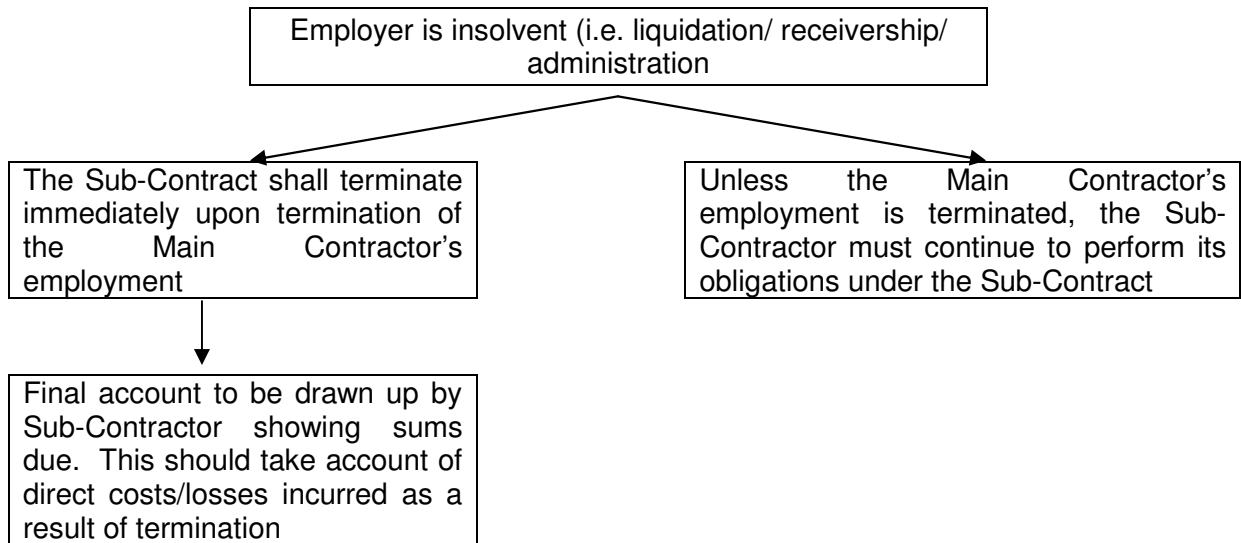 Employer is insolvent (i.e. liquidation/ receivership/
administration
The Sub-Contract shall terminate
immediately upon termination of
the Main Contractor's
employment
Unless the Main Contractor's
employment is terminated, the Sub-
Contractor must continue to perform its
obligations under the Sub-Contract
Final account to be drawn up by
Sub-Contractor showing sums
due. This should take account of
direct costs/losses incurred as a
result of termination